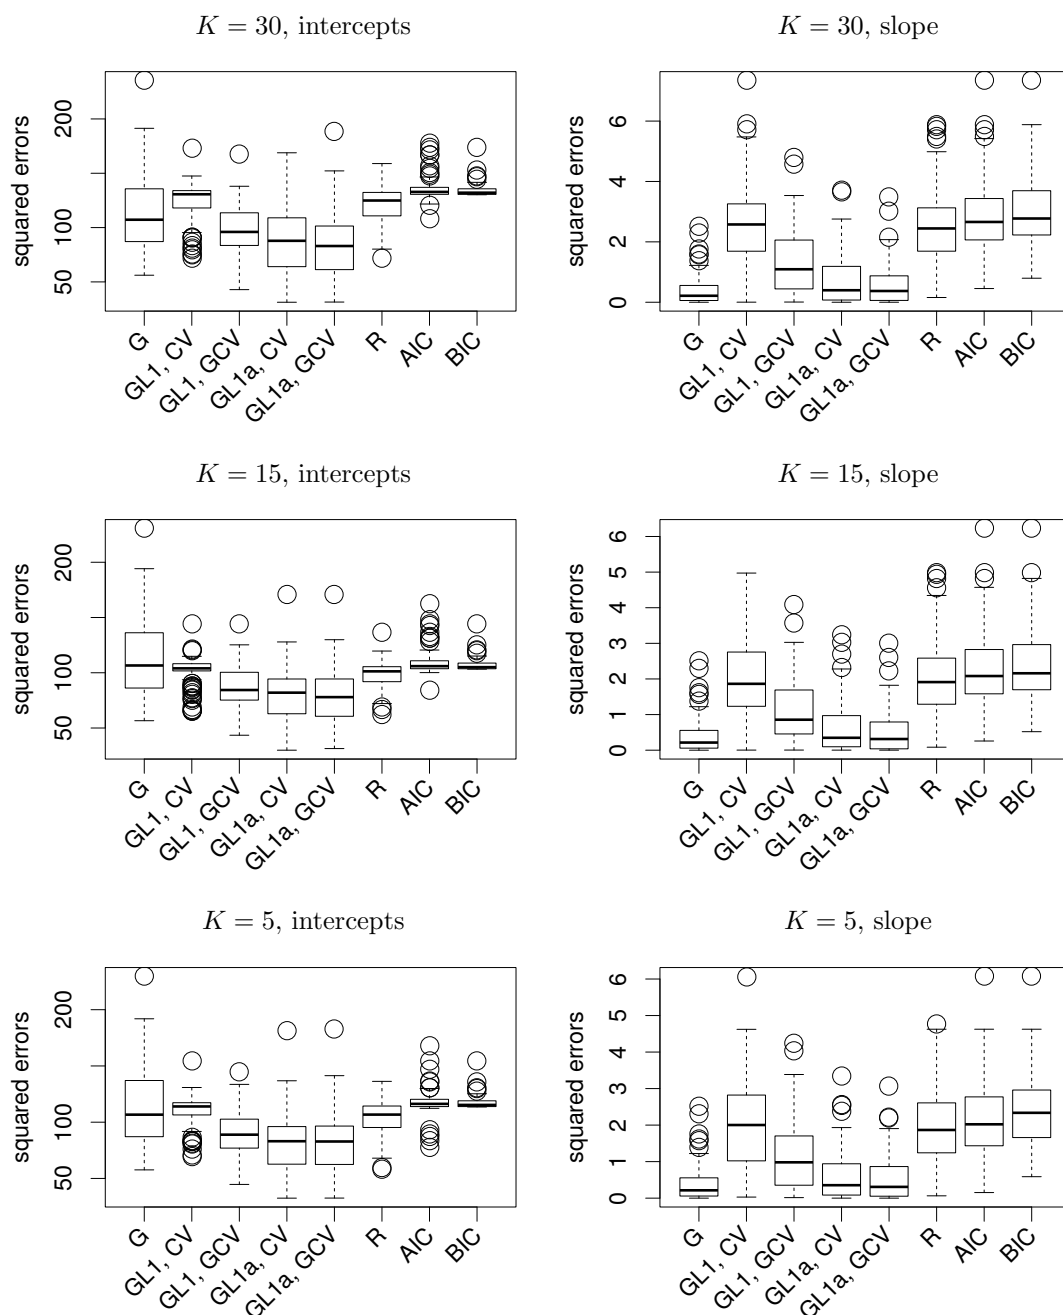 K = 30, intercepts
squared errors
50 100 200
G GL1, CV GL1, GCV GL1a, CV GL1a, GCV R AIC BIC
K = 30, slope
squared errors
0 2 4 6
G GL1, CV GL1, GCV GL1a, CV GL1a, GCV R AIC BIC
K = 15, intercepts
squared errors
50 100 200
G GL1, CV GL1, GCV GL1a, CV GL1a, GCV R AIC BIC
K = 15, slope
squared errors
0 1 2 3 4 5 6
G GL1, CV GL1, GCV GL1a, CV GL1a, GCV R AIC BIC
K = 5, intercepts
squared errors
50 100 200
G GL1, CV GL1, GCV GL1a, CV GL1a, GCV R AIC BIC
K = 5, slope
squared errors
0 1 2 3 4 5 6
G GL1, CV GL1, GCV GL1a, CV GL1a, GCV R AIC BIC